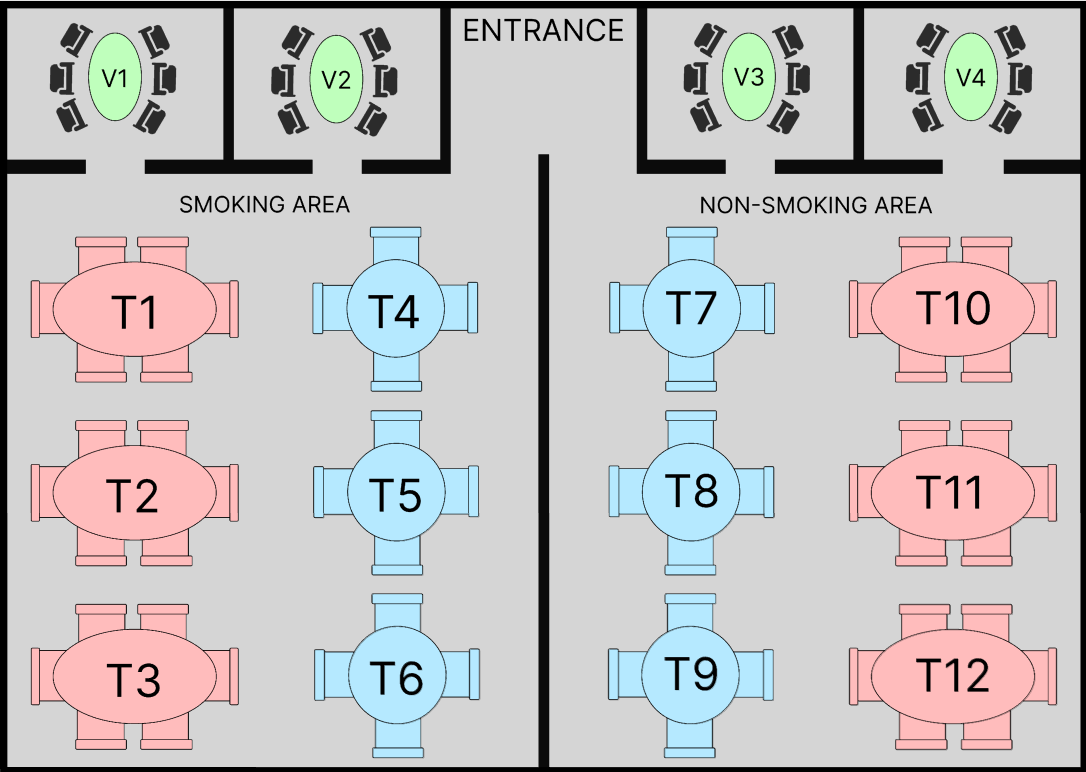 ENTRANCE
V1
V2
V3
V4
SMOKING AREA
NON-SMOKING AREA
T1
T4
T7
T10
T2
T5
T8
T11
T3
T6
T9
T12